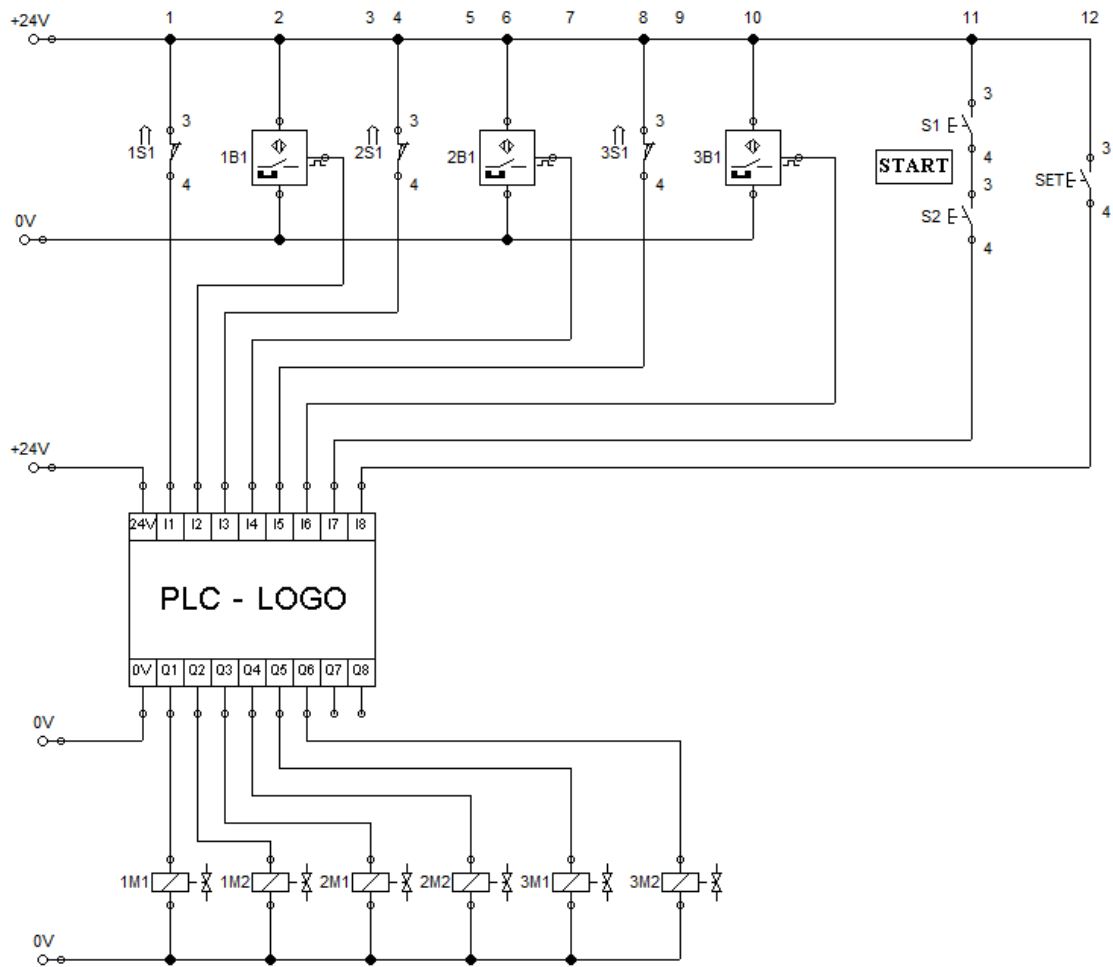 +24V 1 2 3 4 5 6 7 8 9 10 11 12
3 3 3 3
1S1 1B1 2S1 2B1 3S1 3B1 S1
4 4 4 4
START
3 3
SET
S2
4 4
0V
+24V
24V I1 I2 I3 I4 I5 I6 I7 I8
PLC - LOGO
0V Q1 Q2 Q3 Q4 Q5 Q6 Q7 Q8
0V
1M1 1M2 2M1 2M2 3M1 3M2
0V